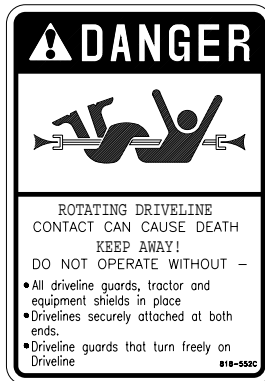 DANGER
ROTATING DRIVELINE
CONTACT CAN CAUSE DEATH
KEEP AWAY!
DO NOT OPERATE WITHOUT –
• All driveline guards, tractor and
equipment shields in place
• Drivelines securely attached at both
ends.
• Driveline guards that turn freely on
Driveline
818-552C